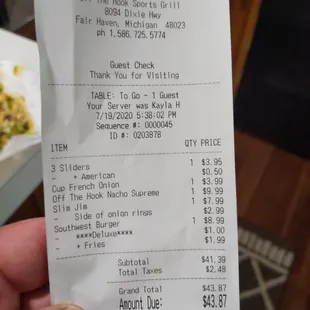 Off The Hook Sports Grill
8094 Dixie Hwy
Fair Haven, Michigan 48023
ph 1.586.725.5774
Guest Check
Thank You for Visiting
TABLE: To Go - 1 Guest
Your Server was Kayla H
7/19/2020 5:38:02 PM
Sequence #: 0000045
ID #: 0203878
ITEM QTY PRICE
3 Sliders 1 $3.95
- + American $0.50
Cup French Onion 1 $3.99
Off The Hook Nacho Supreme 1 $9.99
Slim Jim 1 $7.99
- Side of onion rings $2.99
Southwest Burger 1 $8.99
- ****Deluxe**** $1.00
- + Fries $1.99
Subtotal $41.39
Total Taxes $2.48
Grand Total $43.87
Amount Due: $43.87